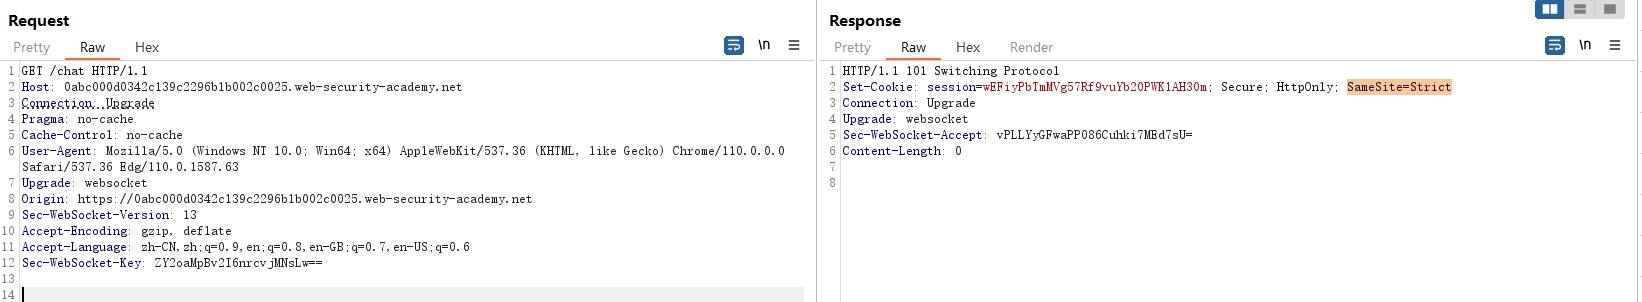 Request
Pretty Raw Hex
\n
1 GET /chat HTTP/1.1
2 Host: 0abc000d0342c139c2296b1b002c0025.web-security-academy.net
3 Connection: Upgrade
4 Pragma: no-cache
5 Cache-Control: no-cache
6 User-Agent: Mozilla/5.0 (Windows NT 10.0; Win64; x64) AppleWebKit/537.36 (KHTML, like Gecko) Chrome/110.0.0.0
Safari/537.36 Edg/110.0.1587.63
7 Upgrade: websocket
8 Origin: https://0abc000d0342c139c2296b1b002c0025.web-security-academy.net
9 Sec-WebSocket-Version: 13
10 Accept-Encoding: gzip, deflate
11 Accept-Language: zh-CN,zh;q=0.9,en;q=0.8,en-GB;q=0.7,en-US;q=0.6
12 Sec-WebSocket-Key: ZY2oaMpBv2I6nrcvjMNsLw==
13
14
Response
Pretty Raw Hex Render
\n
1 HTTP/1.1 101 Switching Protocol
2 Set-Cookie: session=wEFiyPbTmMVg57Rf9vuYb20PWK1AH30m; Secure; HttpOnly; SameSite=Strict
3 Connection: Upgrade
4 Upgrade: websocket
5 Sec-WebSocket-Accept: vPLLYyGFwaPP086Cuhki7MEd7sU=
6 Content-Length: 0
7
8